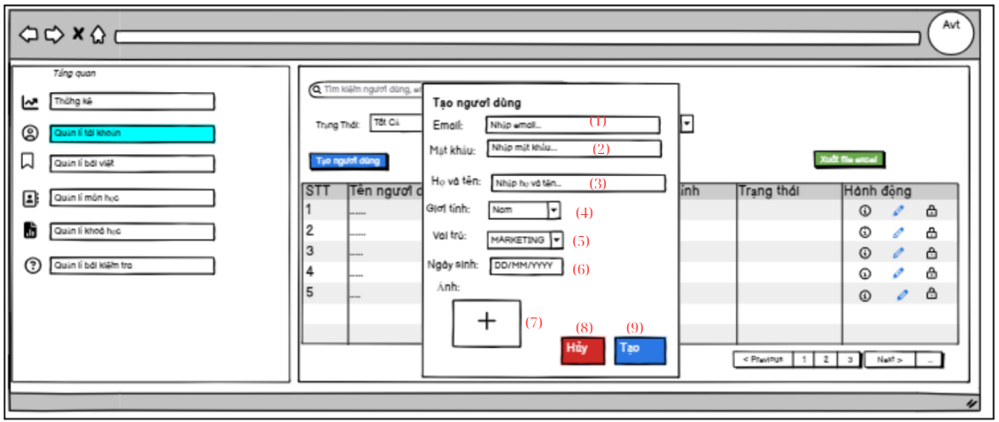 Avt
Tổng quan
Thống kê
Quản lí tài khoản
Quản lí bài viết
Quản lí môn học
Quản lí khoá học
Quản lí bài kiểm tra
Tìm kiếm người dùng,
Trạng Thái: Tất Cả
Tạo người dùng
Xuất file excel
STT Tên người Trạng thái Hành động
1 ......
2 ......
3 ......
4 ......
5 ....
Tạo người dùng
Email: Nhập email... (1)
Mật khẩu: Nhập mật khẩu... (2)
Họ và tên: Nhập họ và tên... (3)
Giới tính: Nam (4)
Vai trò: MARKETING (5)
Ngày sinh: DD/MM/YYYY (6)
Ảnh:
+ (7)
(8) (9)
Hủy Tạo
< Previous 1 2 3 Next > ...